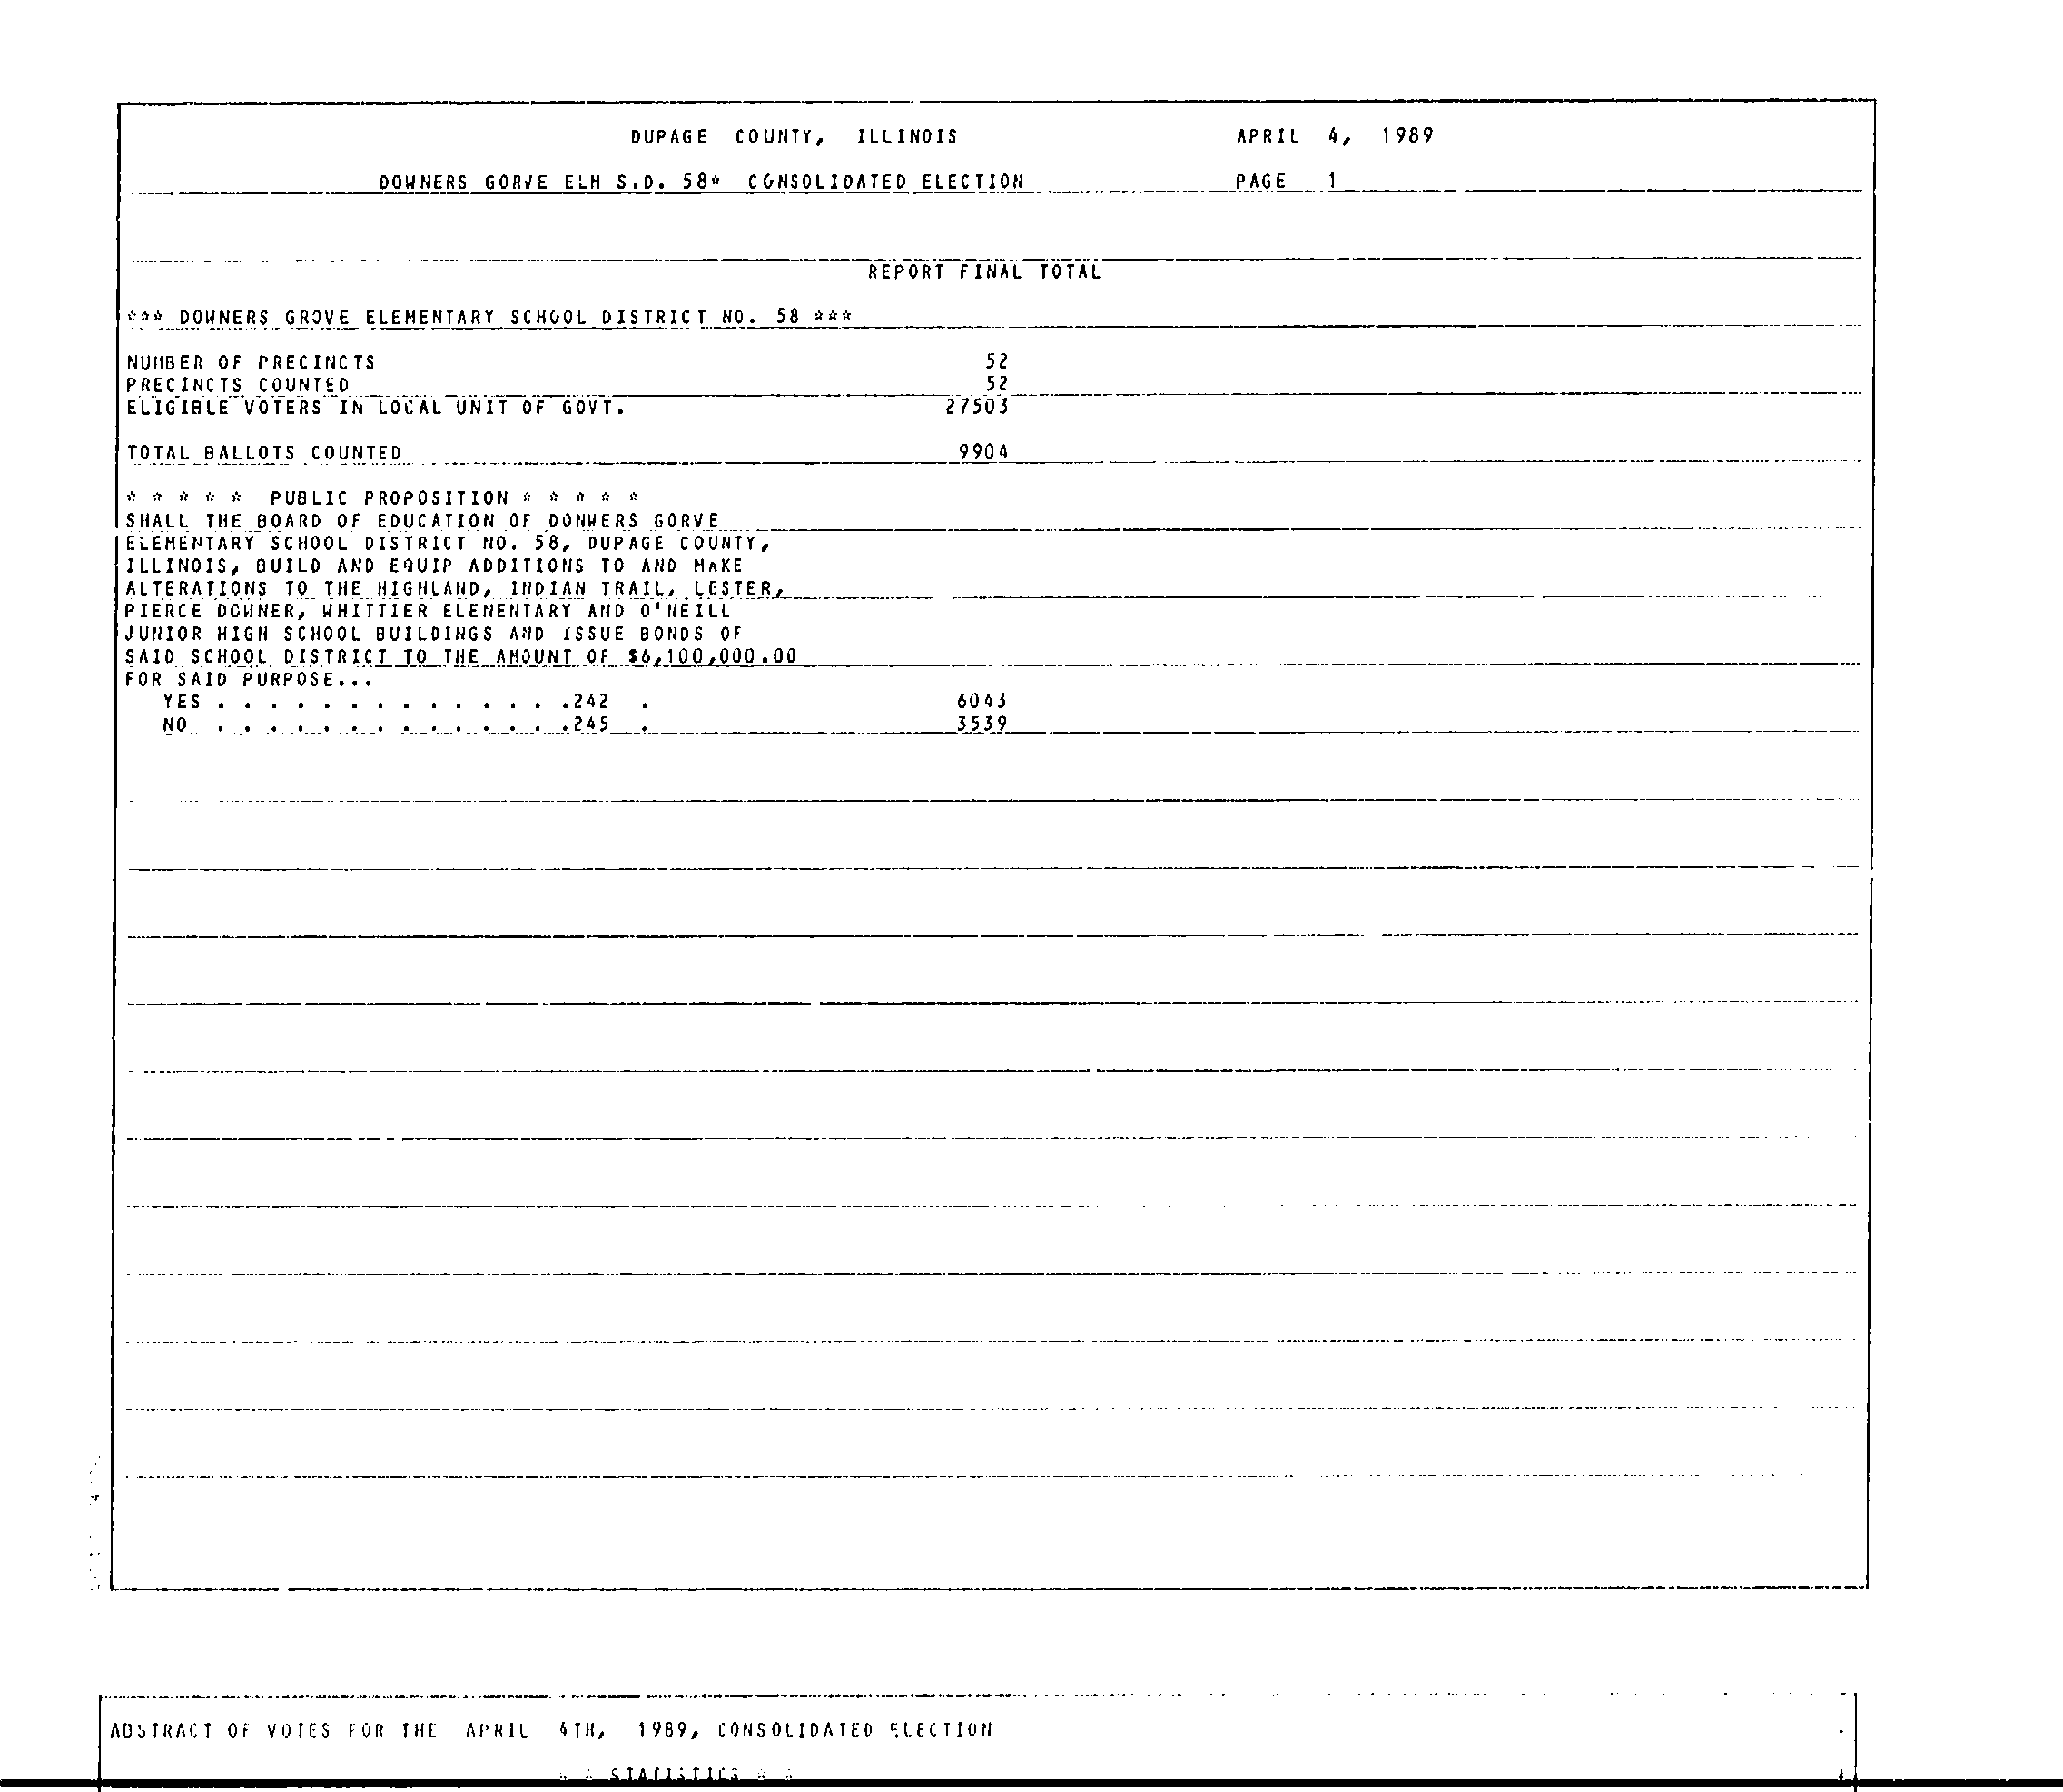 DUPAGE COUNTY, ILLINOIS APRIL 4, 1989
DOWNERS GORVE ELM S.D. 58* CONSOLIDATED ELECTION PAGE 1
REPORT FINAL TOTAL
*** DOWNERS GROVE ELEMENTARY SCHOOL DISTRICT NO. 58 ***
NUMBER OF PRECINCTS 52
PRECINCTS COUNTED 52
ELIGIBLE VOTERS IN LOCAL UNIT OF GOVT. 27503
TOTAL BALLOTS COUNTED 9904
* * * * * PUBLIC PROPOSITION * * * * *
SHALL THE BOARD OF EDUCATION OF DONWERS GORVE
ELEMENTARY SCHOOL DISTRICT NO. 58, DUPAGE COUNTY,
ILLINOIS, BUILD AND EQUIP ADDITIONS TO AND MAKE
ALTERATIONS TO THE HIGHLAND, INDIAN TRAIL, LESTER,
PIERCE DOWNER, WHITTIER ELEMENTARY AND O'NEILL
JUNIOR HIGH SCHOOL BUILDINGS AND ISSUE BONDS OF
SAID SCHOOL DISTRICT TO THE AMOUNT OF $6,100,000.00
FOR SAID PURPOSE...
YES . . . . . . . . . . . . . .242 . 6043
NO . . . . . . . . . . . . . .245 . 3539
ABSTRACT OF VOTES FOR THE APRIL 4TH, 1989, CONSOLIDATED ELECTION
* * STATISTICS * *